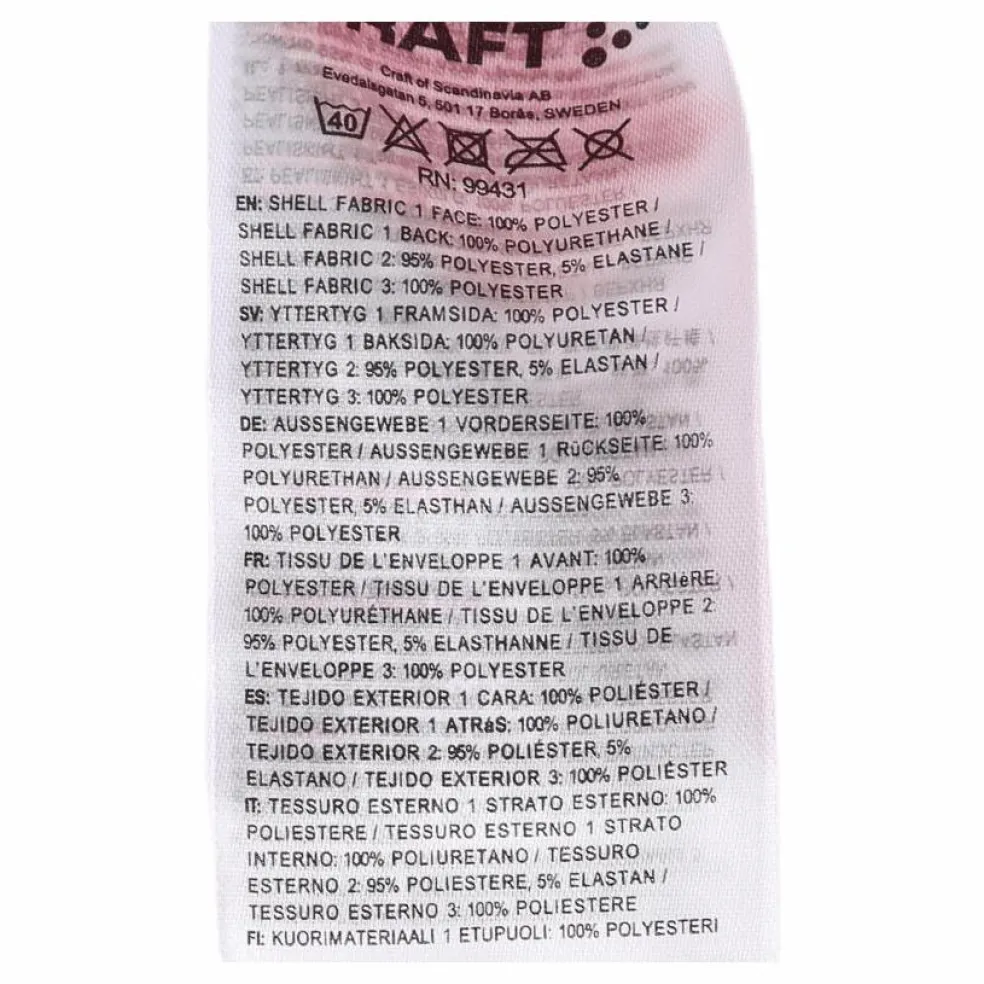 RAFT
Craft of Scandinavia AB
Evedalsgatan 5, 501 17 Borås, SWEDEN
40
RN: 99431
EN: SHELL FABRIC 1 FACE: 100% POLYESTER /
SHELL FABRIC 1 BACK: 100% POLYURETHANE /
SHELL FABRIC 2: 95% POLYESTER, 5% ELASTANE /
SHELL FABRIC 3: 100% POLYESTER
SV: YTTERTYG 1 FRAMSIDA: 100% POLYESTER /
YTTERTYG 1 BAKSIDA: 100% POLYURETAN /
YTTERTYG 2: 95% POLYESTER, 5% ELASTAN /
YTTERTYG 3: 100% POLYESTER
DE: AUSSENGEWEBE 1 VORDERSEITE: 100%
POLYESTER / AUSSENGEWEBE 1 RüCKSEITE: 100%
POLYURETHAN / AUSSENGEWEBE 2: 95%
POLYESTER, 5% ELASTHAN / AUSSENGEWEBE 3:
100% POLYESTER
FR: TISSU DE L'ENVELOPPE 1 AVANT: 100%
POLYESTER / TISSU DE L'ENVELOPPE 1 ARRIèRE:
100% POLYURÉTHANE / TISSU DE L'ENVELOPPE 2:
95% POLYESTER, 5% ELASTHANNE / TISSU DE
L'ENVELOPPE 3: 100% POLYESTER
ES: TEJIDO EXTERIOR 1 CARA: 100% POLIÉSTER /
TEJIDO EXTERIOR 1 ATRáS: 100% POLIURETANO /
TEJIDO EXTERIOR 2: 95% POLIÉSTER, 5%
ELASTANO / TEJIDO EXTERIOR 3: 100% POLIÉSTER
IT: TESSURO ESTERNO 1 STRATO ESTERNO: 100%
POLIESTERE / TESSURO ESTERNO 1 STRATO
INTERNO: 100% POLIURETANO / TESSURO
ESTERNO 2: 95% POLIESTERE, 5% ELASTAN /
TESSURO ESTERNO 3: 100% POLIESTERE
FI: KUORIMATERIAALI 1 ETUPUOLI: 100% POLYESTERI